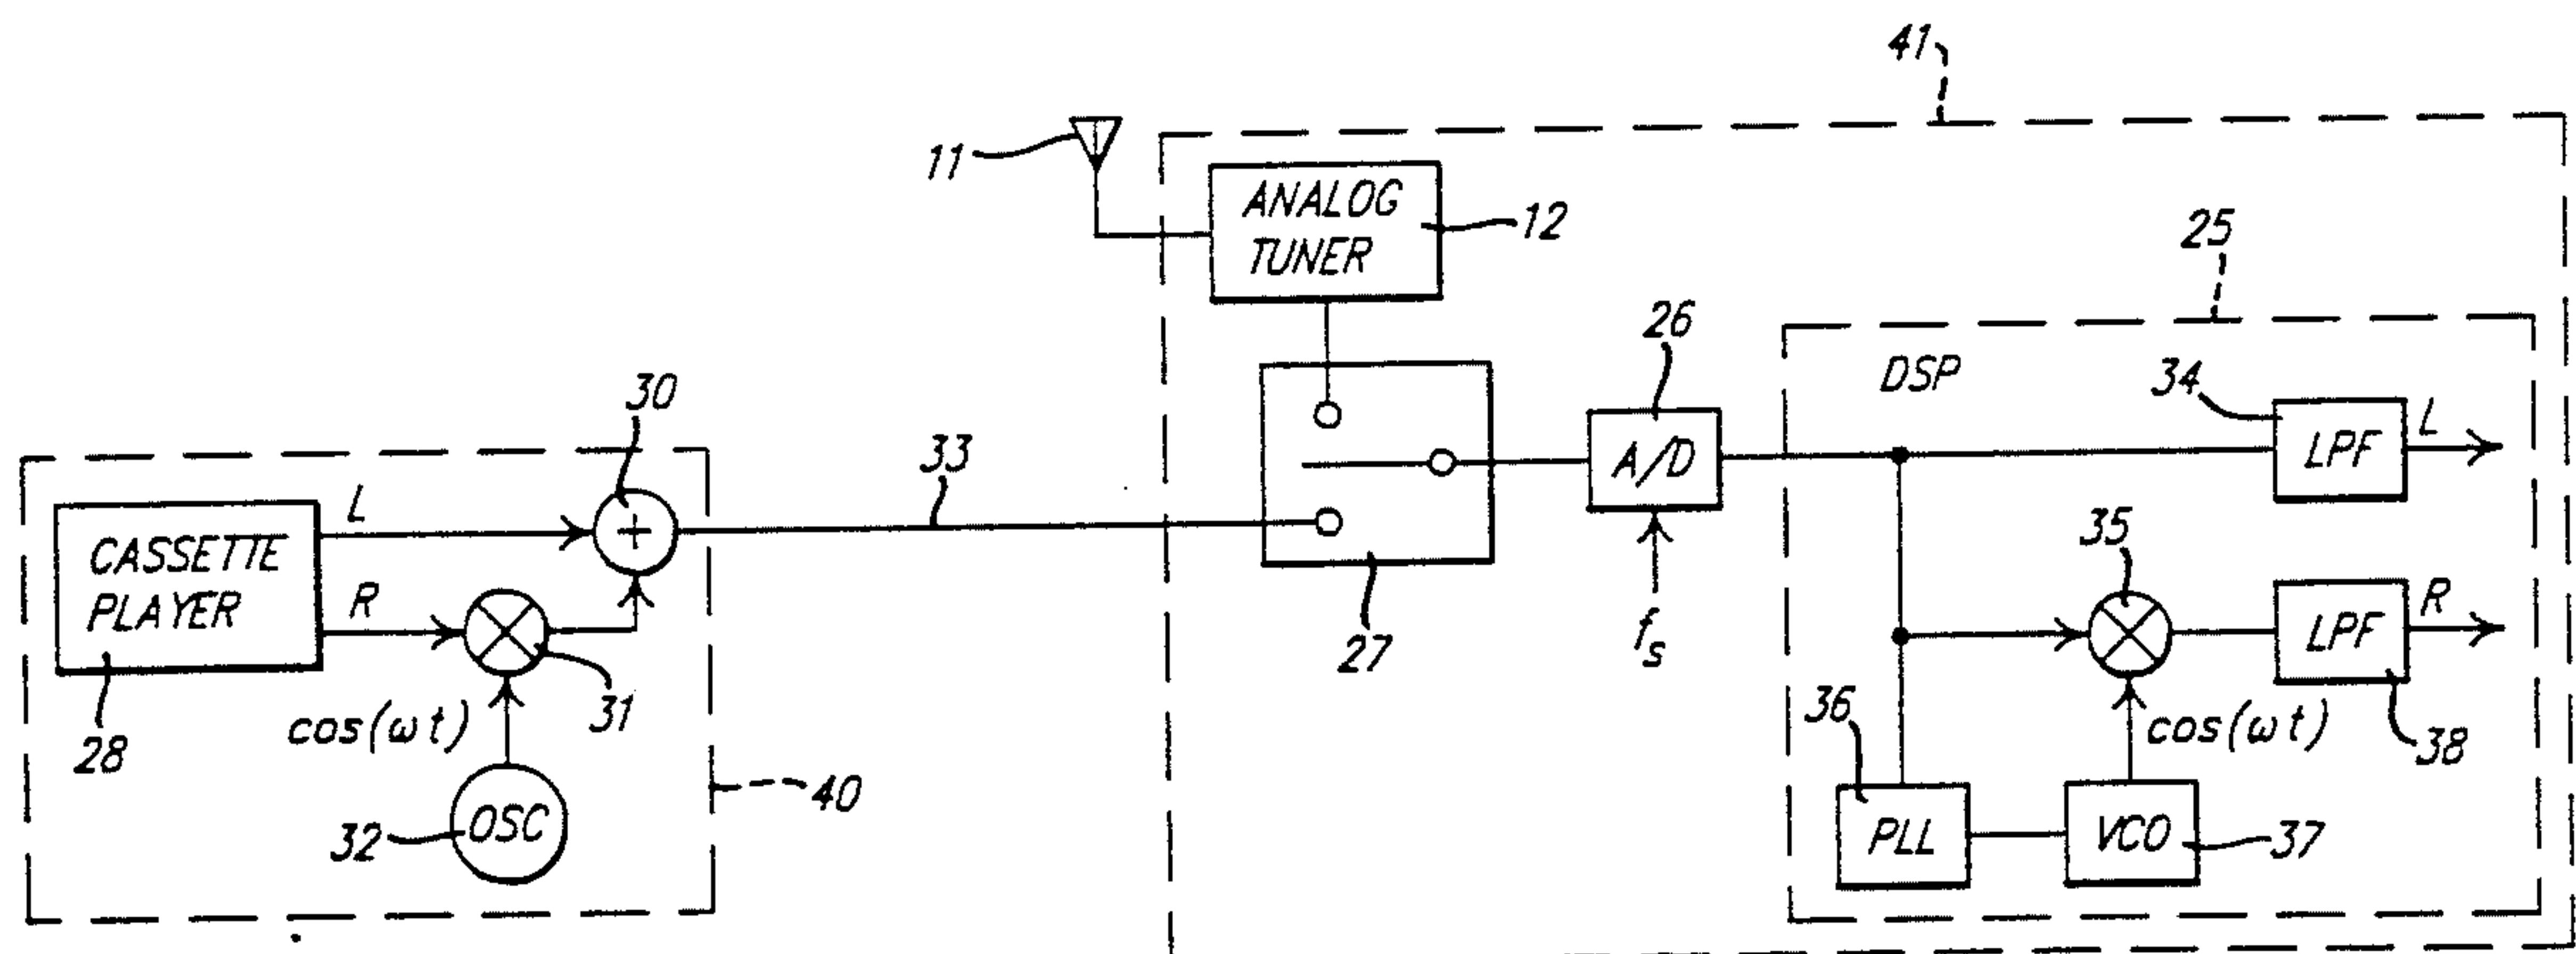 41
11
ANALOG
TUNER
12
25
26
DSP
34
L
LPF
30
33
A/D
L
CASSETTE
PLAYER
+
35
R
R
LPF
27
fs
31
36
cos(ωt)
cos(ωt)
38
28
40
PLL
VCO
37
32
OSC